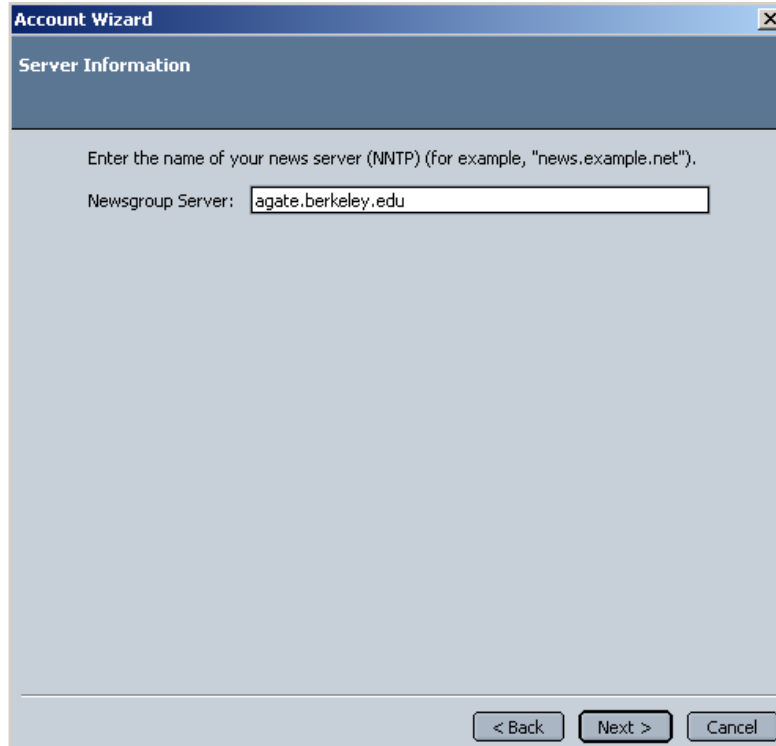 Account Wizard
Server Information
Enter the name of your news server (NNTP) (for example, "news.example.net").
Newsgroup Server: agate.berkeley.edu
< Back Next > Cancel